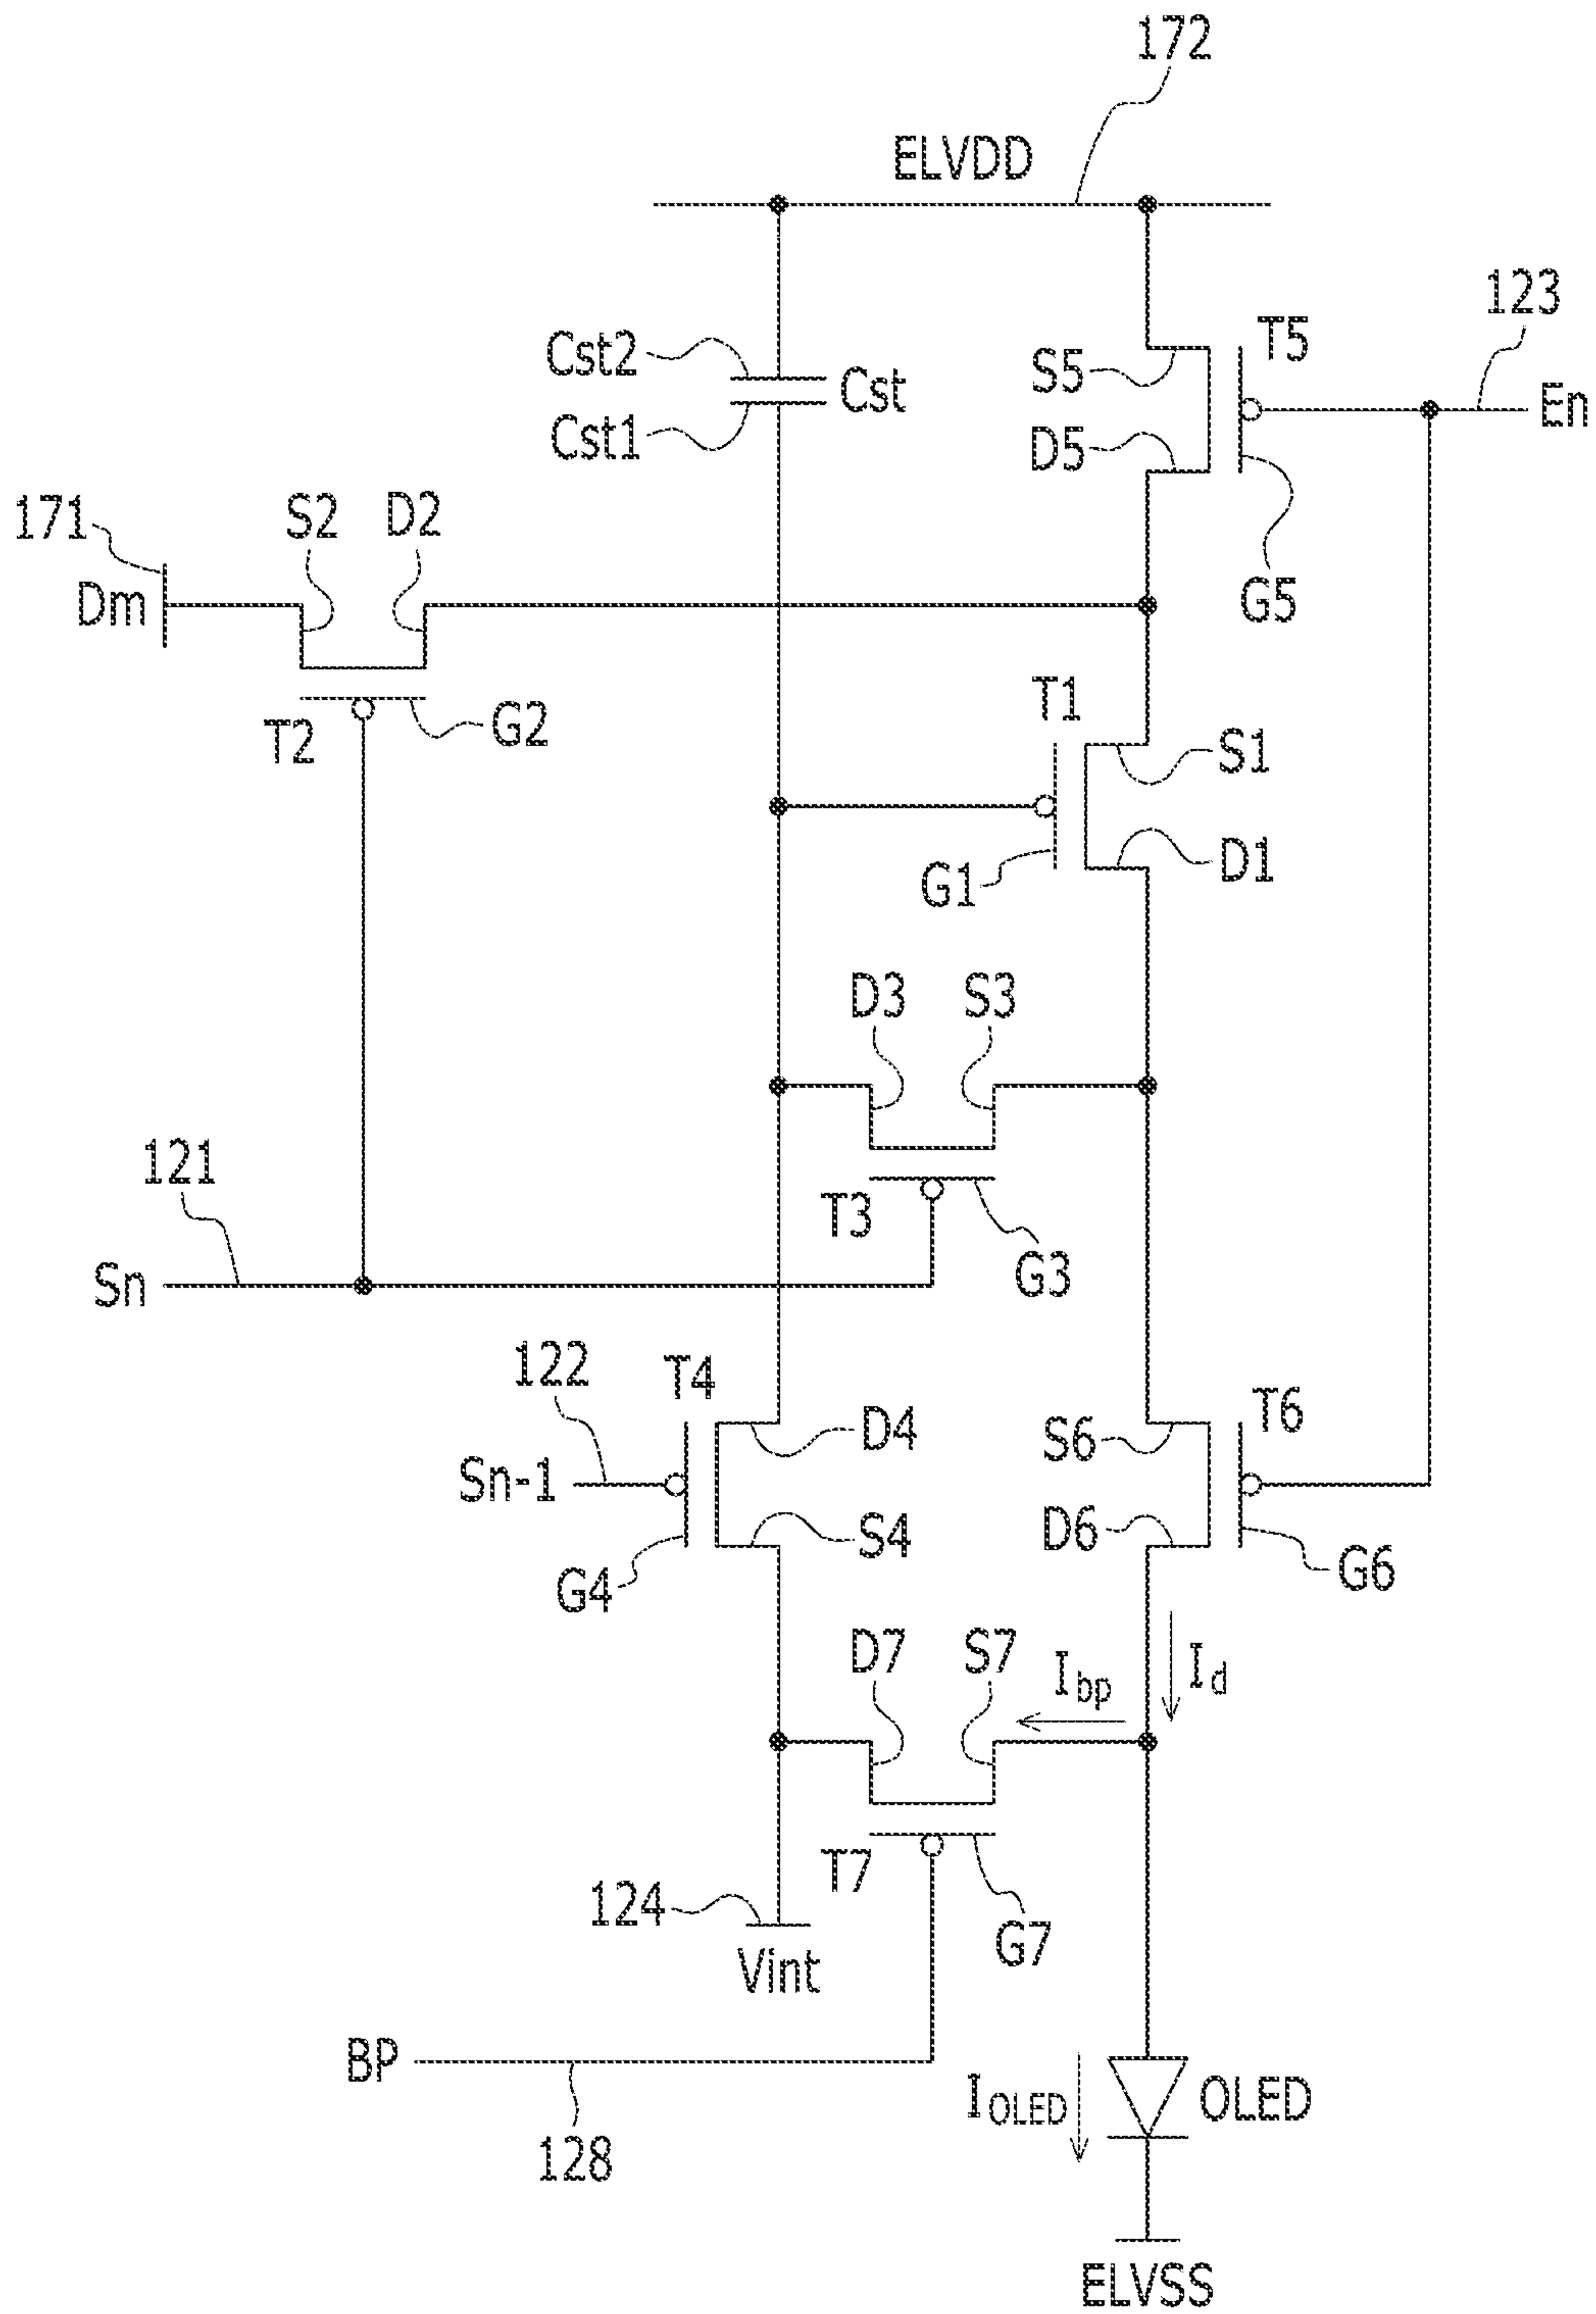 172
ELVDD
123
Cst2
Cst
S5
T5
En
Cst1
D5
171
S2
D2
Dm
G5
T1
T2
G2
S1
G1
D1
D3
S3
121
T3
G3
Sn
122
T4
D4
T6
S6
Sn-1
S4
D6
G4
G6
D7
S7
Ibp
Id
124
T7
G7
Vint
BP
IOLED
OLED
128
ELVSS